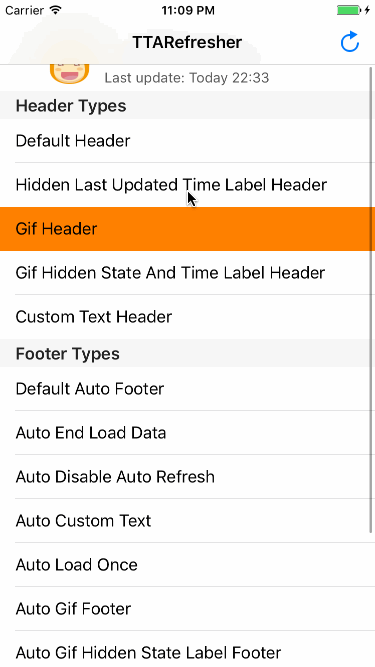 Carrier 11:09 PM
TTARefresher
Last update: Today 22:33
Header Types
Default Header
Hidden Last Updated Time Label Header
Gif Header
Gif Hidden State And Time Label Header
Custom Text Header
Footer Types
Default Auto Footer
Auto End Load Data
Auto Disable Auto Refresh
Auto Custom Text
Auto Load Once
Auto Gif Footer
Auto Gif Hidden State Label Footer